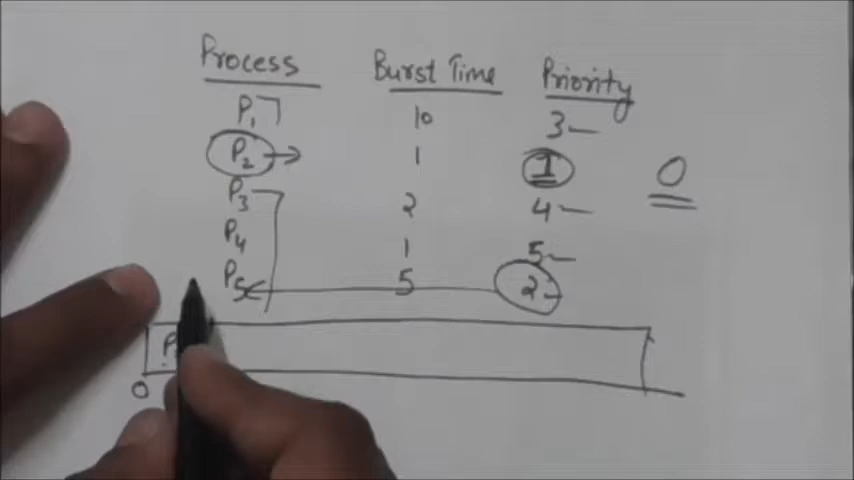 Process Burst Time Priority
P1 10 3
P2 1 1
P3 2 4
P4 1 5
P5 5 2
0
P
0